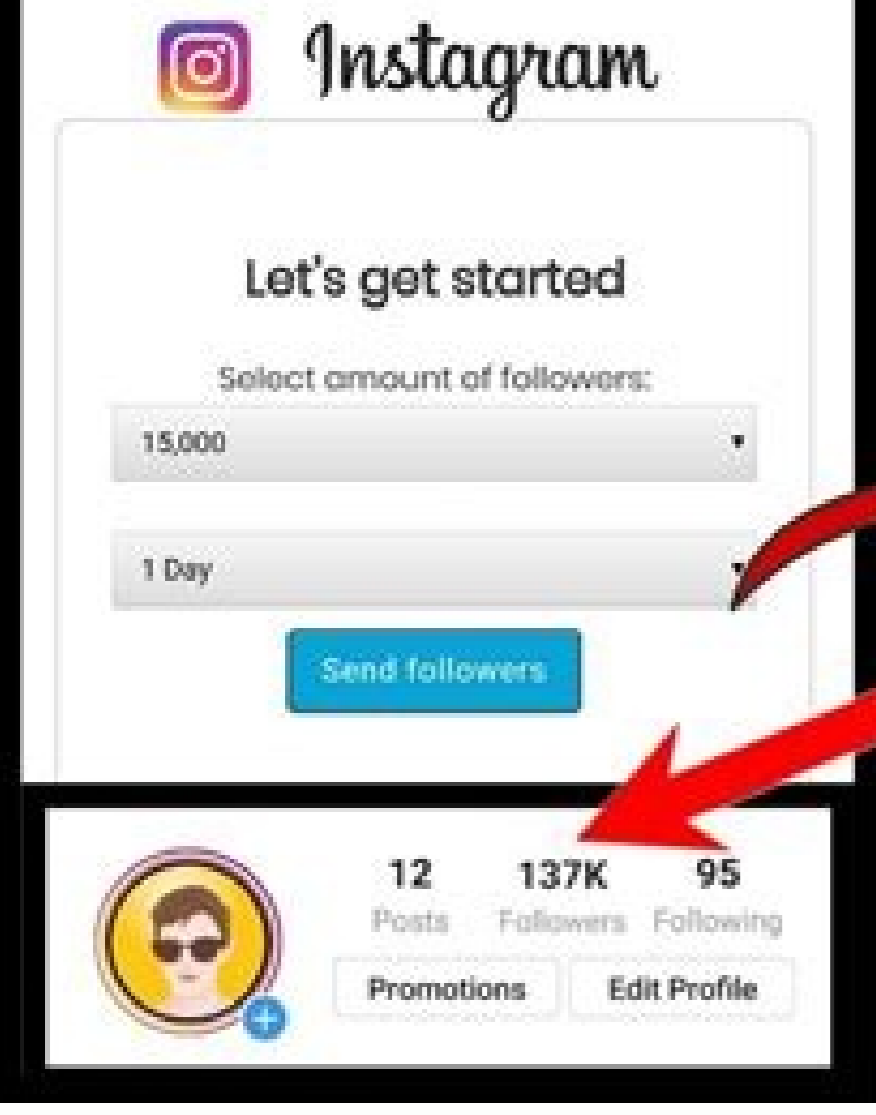 Instagram
Let's get started
Select amount of followers:
15,000
1 Day
Send followers
12 137K 95
Posts Followers Following
Promotions Edit Profile